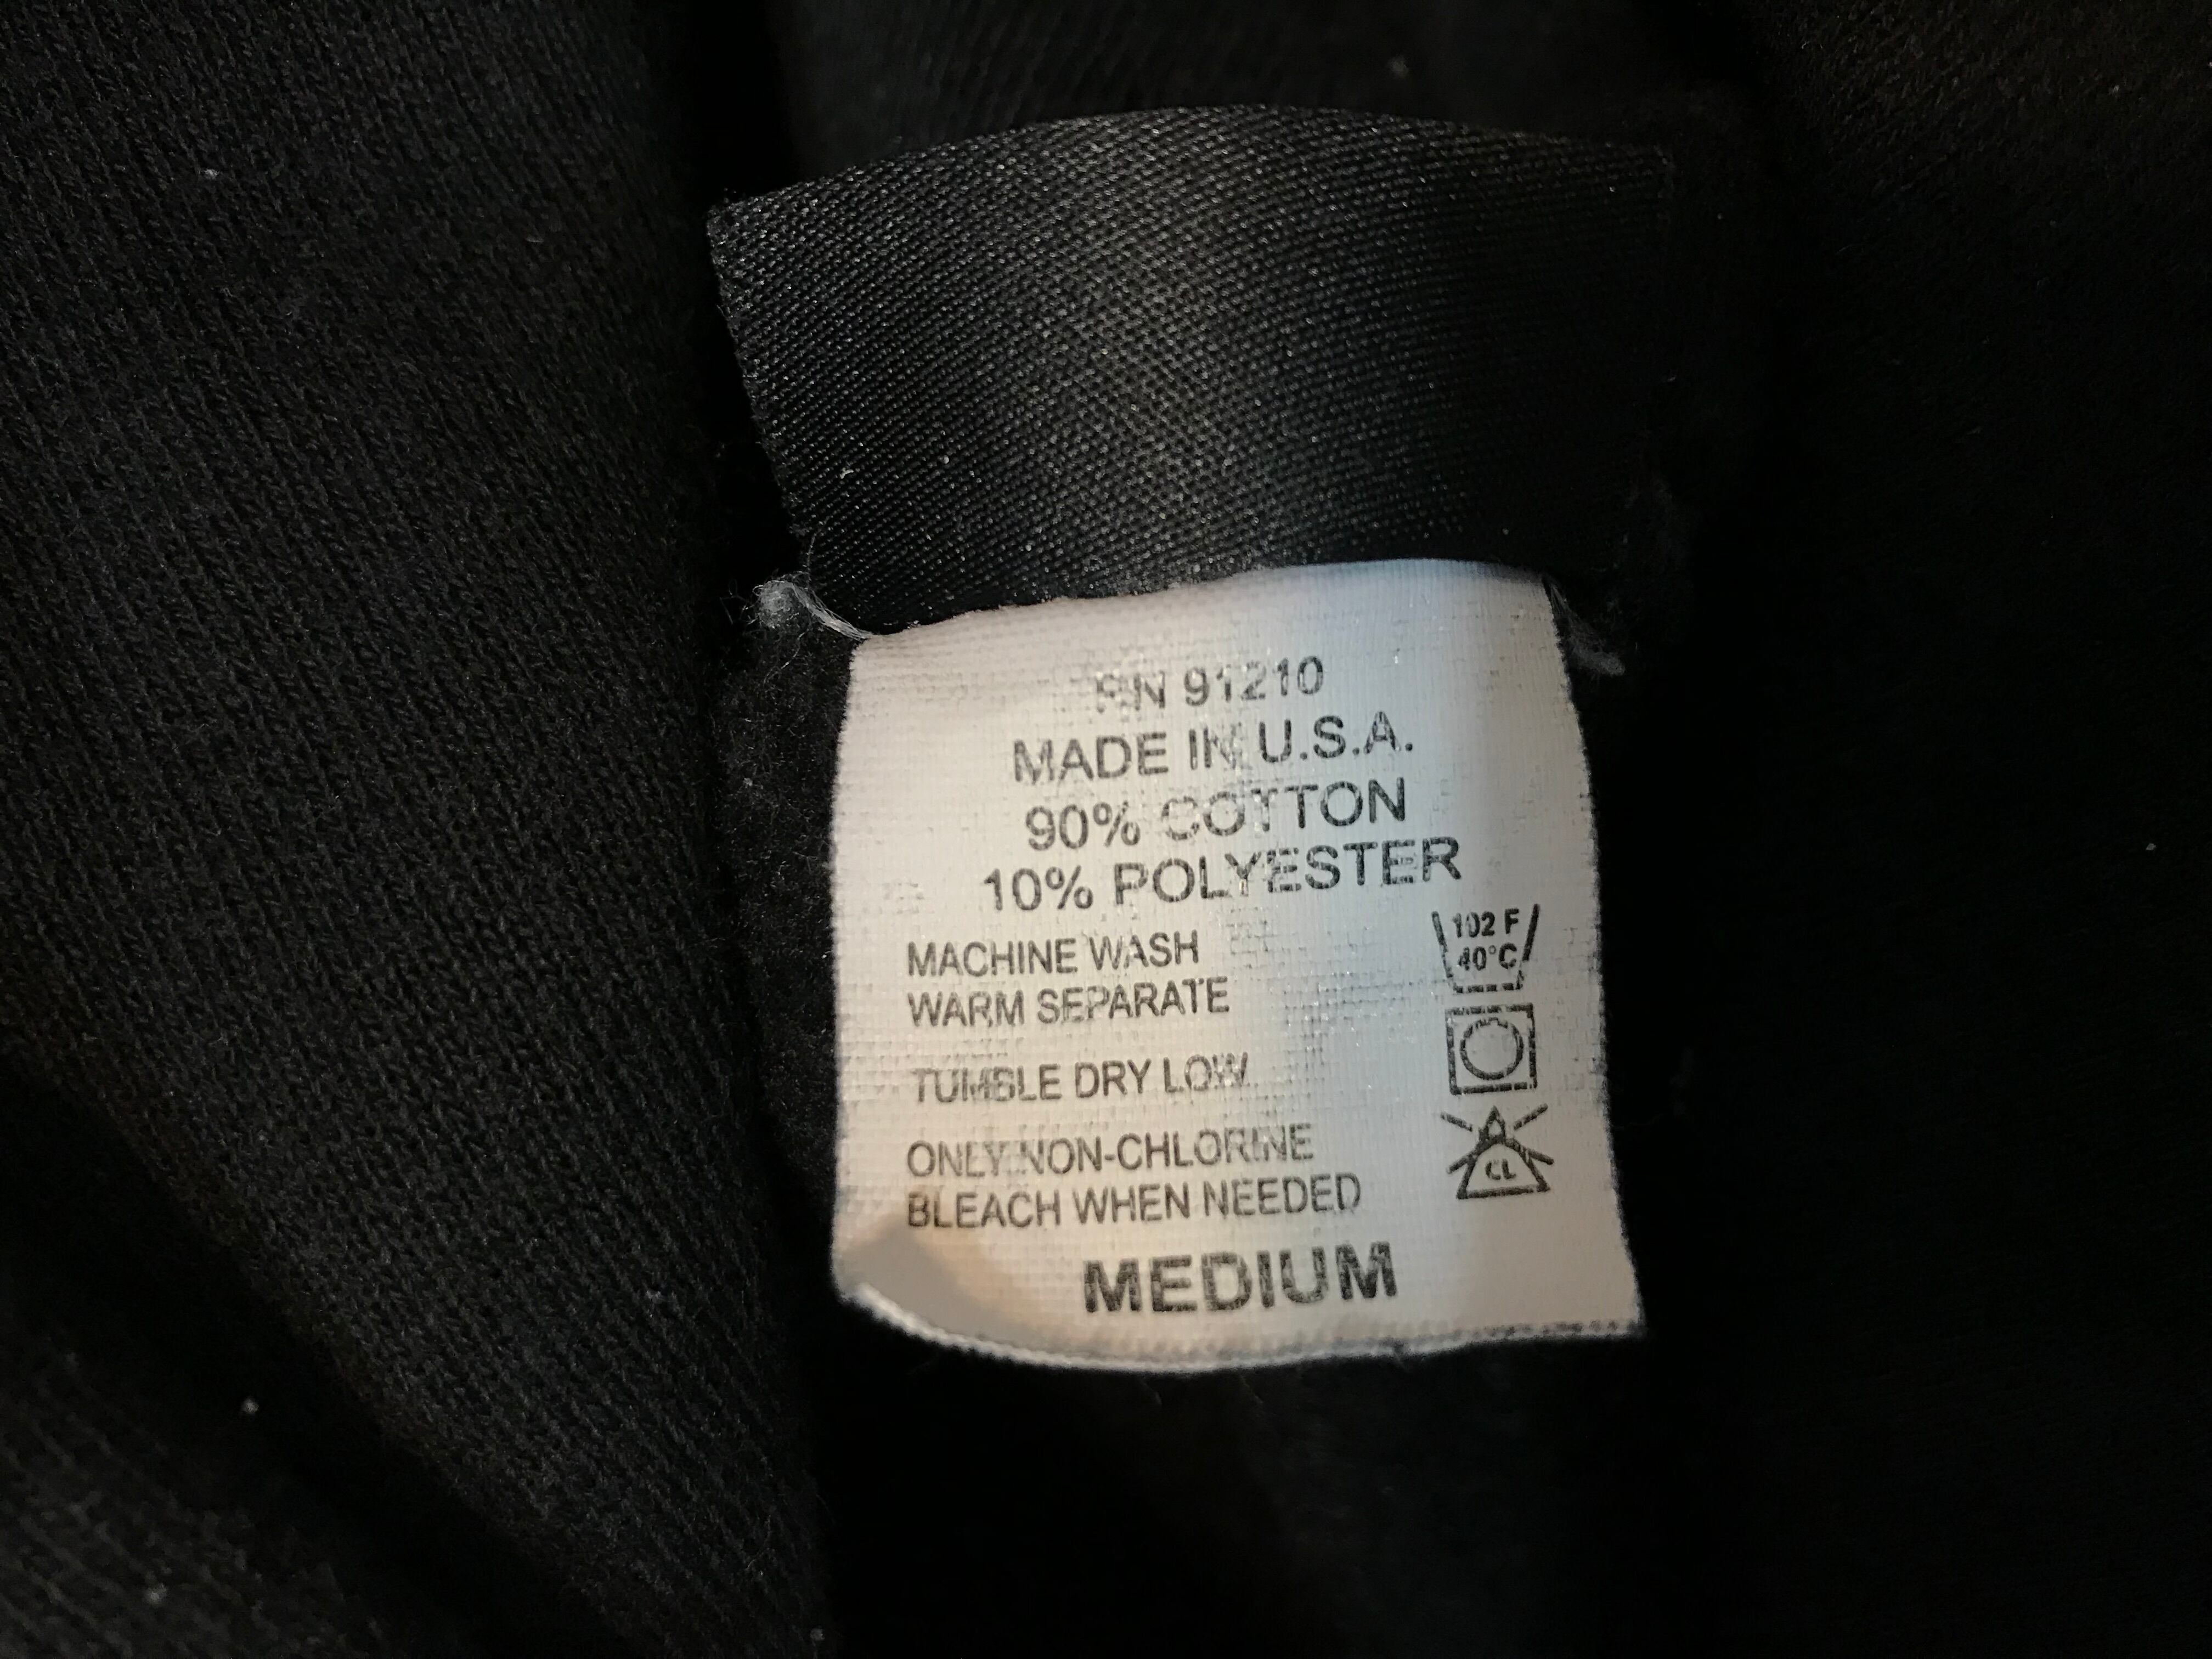 RN 91210
MADE IN U.S.A.
90% COTTON
10% POLYESTER
MACHINE WASH
WARM SEPARATE
102 F
40°C
TUMBLE DRY LOW
ONLY NON-CHLORINE
BLEACH WHEN NEEDED
CL
MEDIUM